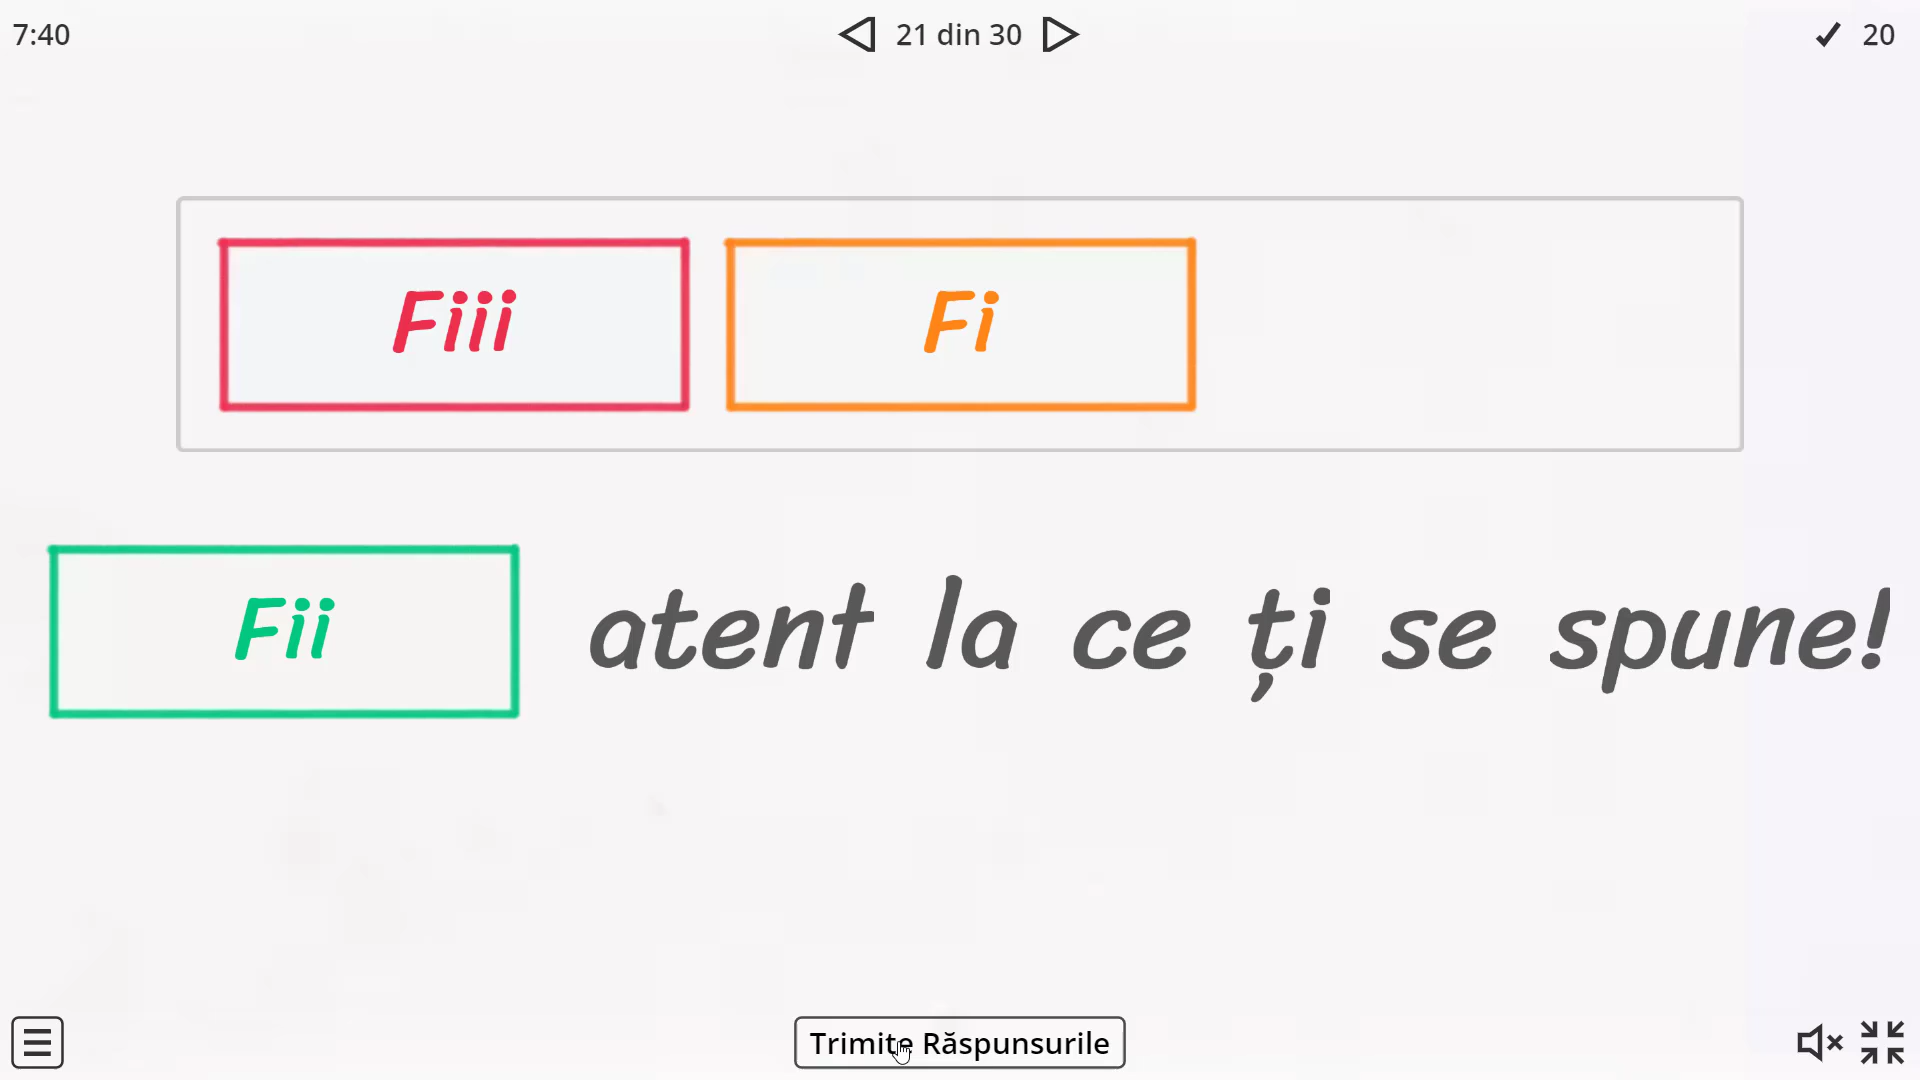 7:40
21 din 30
20
Fiii
Fi
Fii atent la ce ți se spune!
Trimite Răspunsurile